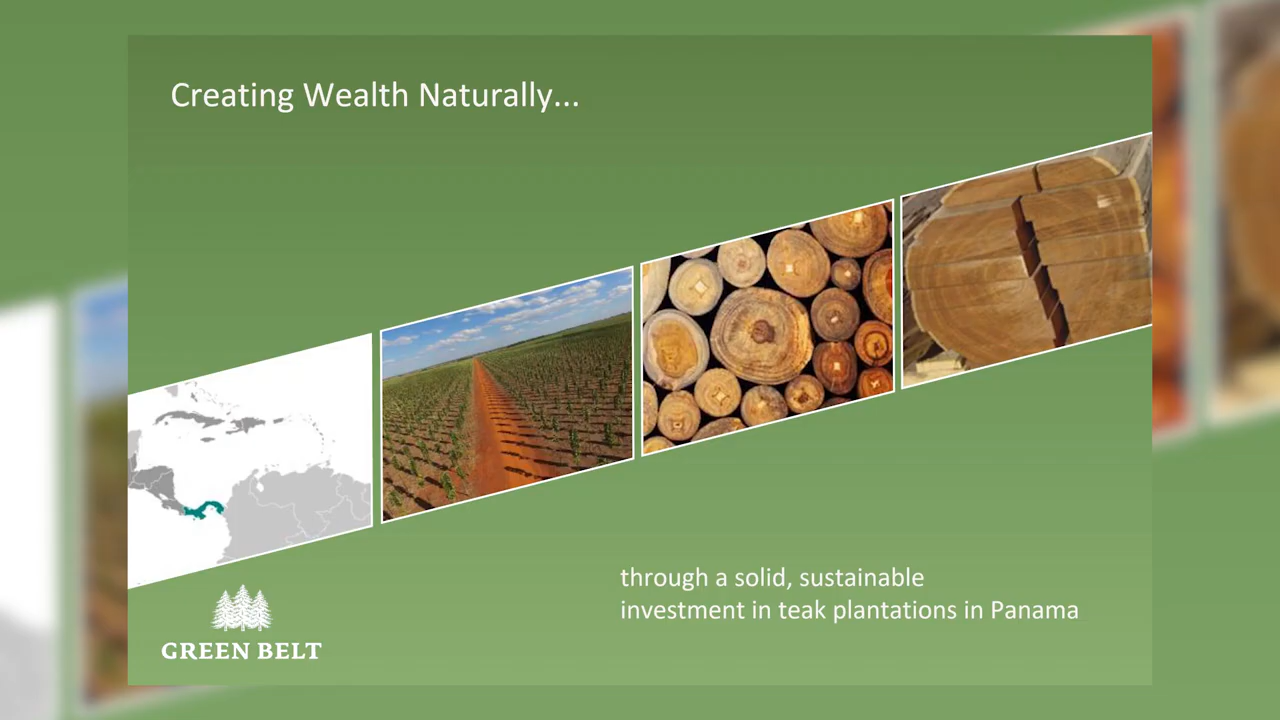 Creating Wealth Naturally...
through a solid, sustainable
investment in teak plantations in Panama
GREEN BELT